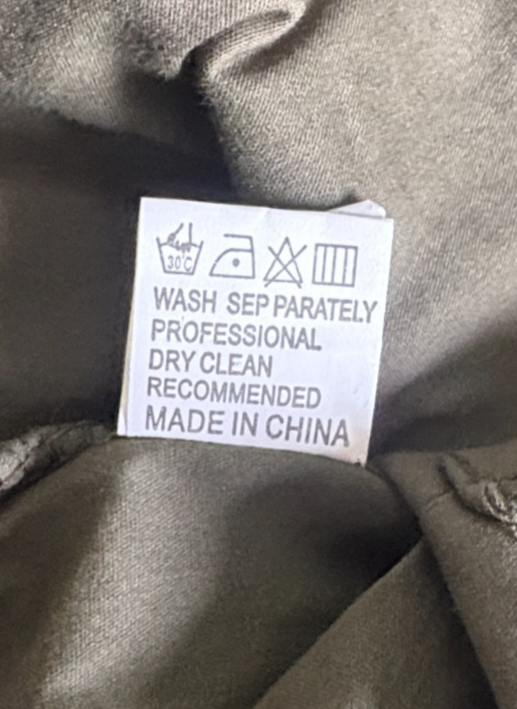 30°C
WASH SEP PARATELY
PROFESSIONAL
DRY CLEAN
RECOMMENDED
MADE IN CHINA